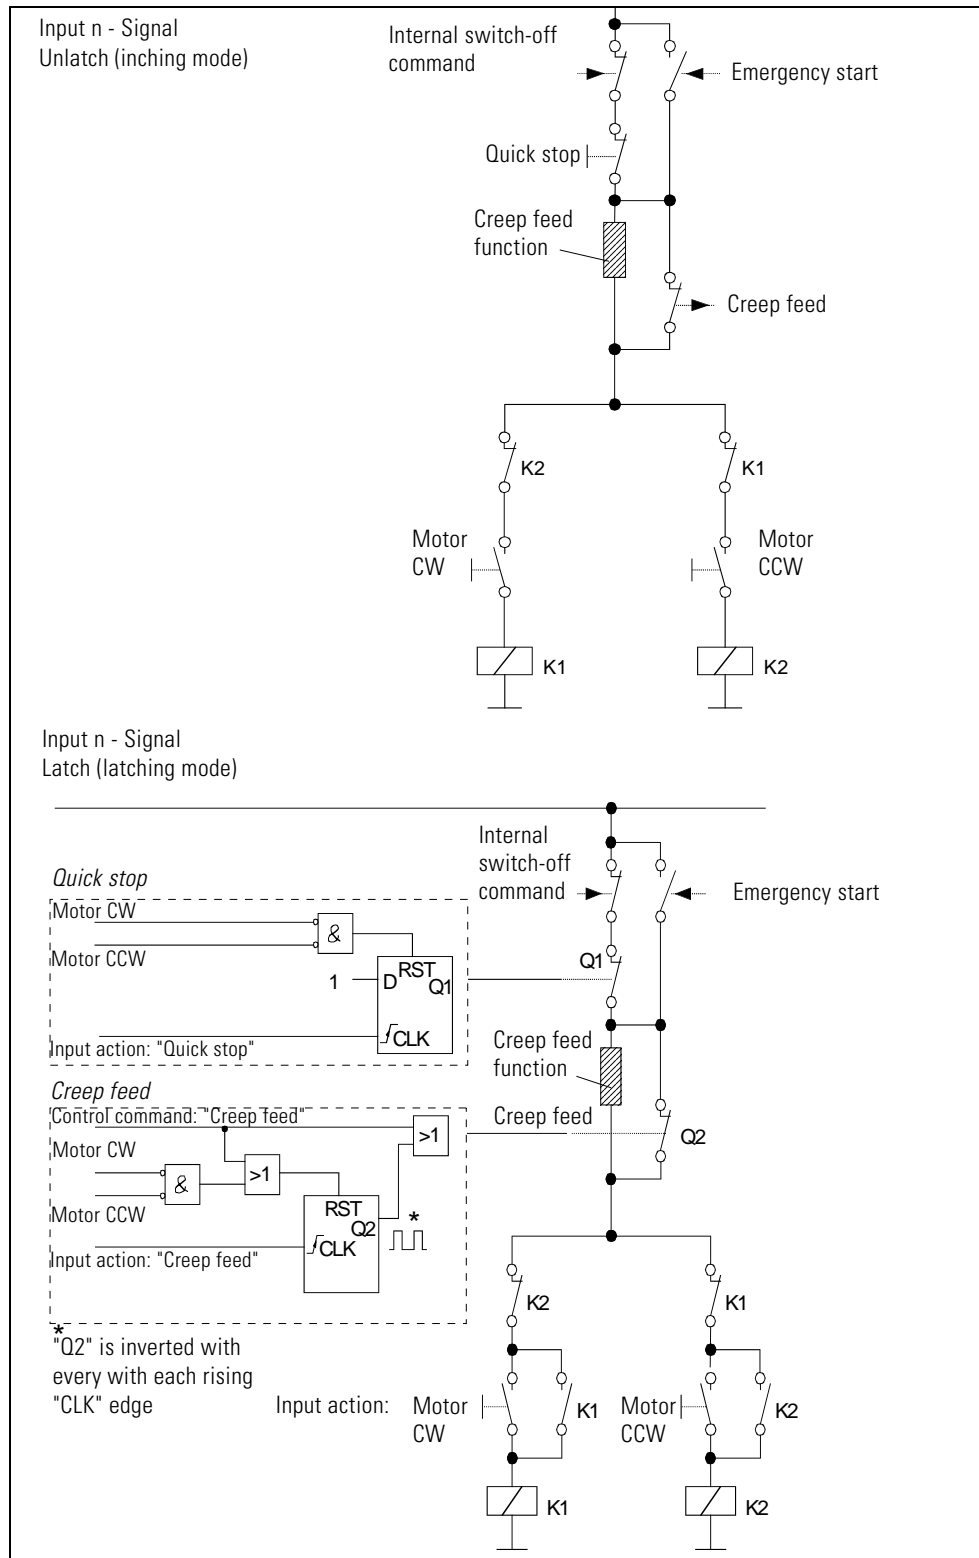 Input n - Signal
Unlatch (inching mode)
Internal switch-off
command
Emergency start
Quick stop
Creep feed
function
Creep feed
K2
K1
Motor
CW
Motor
CCW
K1
K2
Input n - Signal
Latch (latching mode)
Internal
switch-off
command
Emergency start
Quick stop
Motor CW
&
Motor CCW
1
D
RST
Q1
CLK
Input action: "Quick stop"
Q1
Creep feed
function
Creep feed
Control command: "Creep feed"
>1
Creep feed
Q2
Motor CW
&
>1
Motor CCW
RST
Q2
*
CLK
Input action: "Creep feed"
*
"Q2" is inverted with
every with each rising
"CLK" edge
K2
K1
Input action:
Motor
CW
K1
Motor
CCW
K2
K1
K2